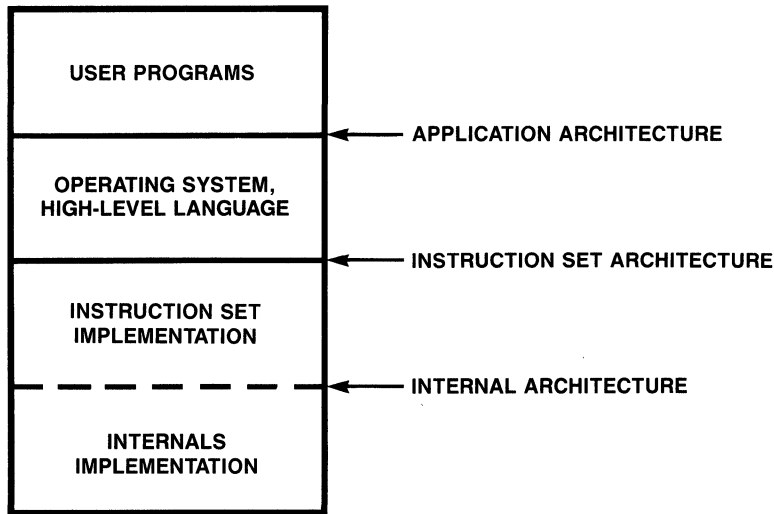 USER PROGRAMS
APPLICATION ARCHITECTURE
OPERATING SYSTEM,
HIGH-LEVEL LANGUAGE
INSTRUCTION SET ARCHITECTURE
INSTRUCTION SET
IMPLEMENTATION
INTERNAL ARCHITECTURE
INTERNALS
IMPLEMENTATION